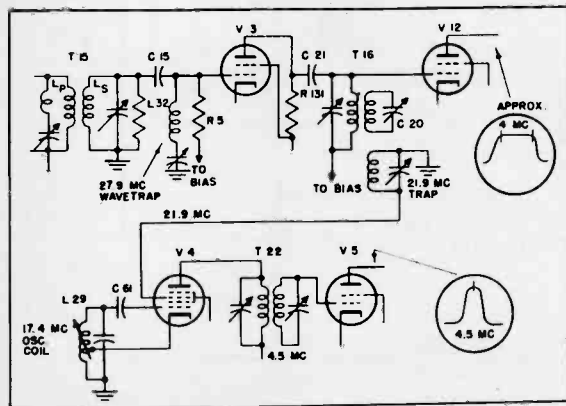 V 3
V 12
T 15
C 15
C 21
T 16
APPROX.
4 MC
LP
LS
L 32
R 5
R 131
C 20
27.9 MC
WAVETRAP
TO
BIAS
TO BIAS
21.9 MC
TRAP
21.9 MC
V 4
T 22
V 5
L 29
C 61
17.4 MC
OSC
COIL
4.5 MC
4.5 MC